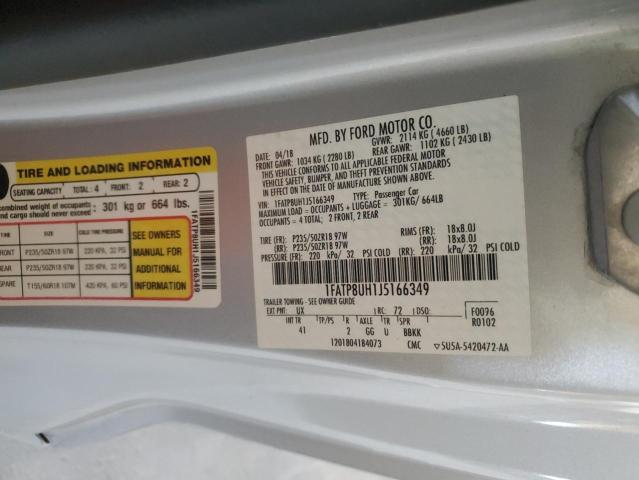 TIRE AND LOADING INFORMATION
SEATING CAPACITY TOTAL: 4 FRONT: 2 REAR: 2
combined weight of occupants
and cargo should never exceed: 301 kg or 664 lbs.
COLD TIRE PRESSURE
FRONT P235/50ZR18 97W 220 KPA, 32 PSI
REAR P235/50ZR18 97W 220 KPA, 32 PSI
SPARE T155/60R18 107M 420 KPA, 60 PSI
SEE OWNERS
MANUAL FOR
ADDITIONAL
INFORMATION
1FATP8UH1J5166349
MFD. BY FORD MOTOR CO.
DATE: 04/18 GVWR: 2114 KG ( 4660 LB)
FRONT GAWR: 1034 KG ( 2280 LB) REAR GAWR: 1102 KG ( 2430 LB)
THIS VEHICLE CONFORMS TO ALL APPLICABLE FEDERAL MOTOR
VEHICLE SAFETY, BUMPER, AND THEFT PREVENTION STANDARDS
IN EFFECT ON THE DATE OF MANUFACTURE SHOWN ABOVE.
VIN: 1FATP8UH1J5166349 TYPE: Passenger Car
MAXIMUM LOAD = OCCUPANTS + LUGGAGE = 301KG/ 664LB
OCCUPANTS = 4 TOTAL: 2 FRONT, 2 REAR
TIRE (FR): P235/50ZR18 97W RIMS (FR): 18x8.0J
(RR): P235/50ZR18 97W (RR): 18x8.0J
PRESSURE (FR): 220 kPa/ 32 PSI COLD (RR): 220 kPa/ 32 PSI COLD
1FATP8UH1J5166349
TRAILER TOWING - SEE OWNER GUIDE
EXT PNT: UX RC: 72 DSO: F0096
INT TR TP/PS R AXLE TR SPR R0102
41 2 GG U BBKK
1201804184073 CMC ▽5U5A-5420472-AA